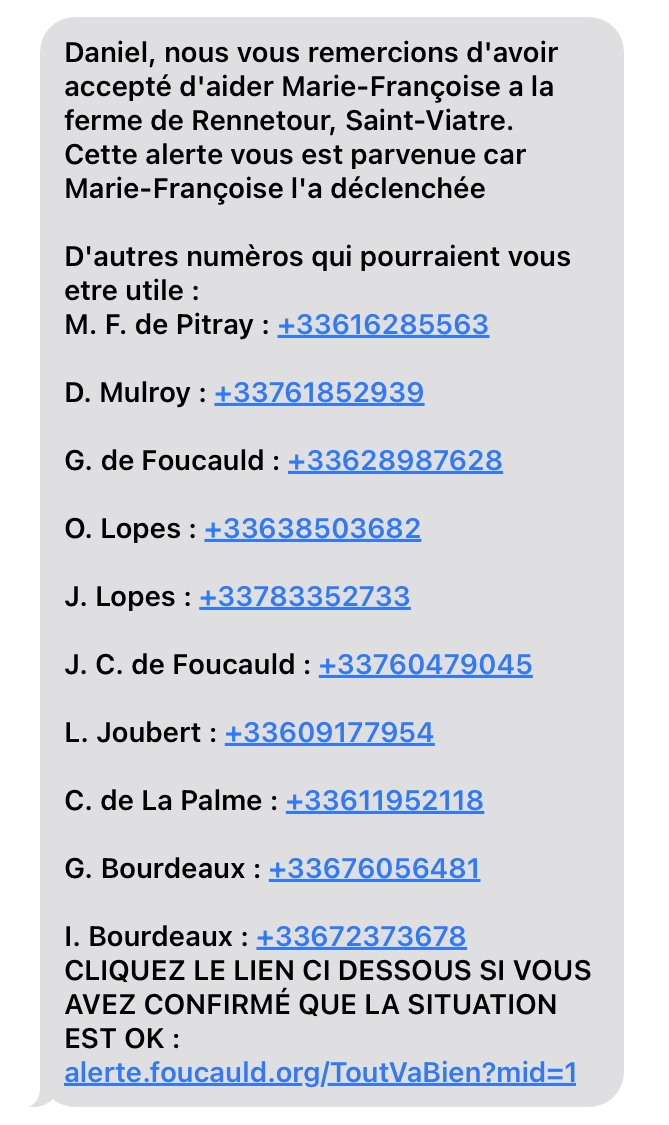 Daniel, nous vous remercions d'avoir
accepté d'aider Marie-Françoise a la
ferme de Rennetour, Saint-Viatre.
Cette alerte vous est parvenue car
Marie-Françoise l'a déclenchée
D'autres numèros qui pourraient vous
etre utile :
M. F. de Pitray : +33616285563
D. Mulroy : +33761852939
G. de Foucauld : +33628987628
O. Lopes : +33638503682
J. Lopes : +33783352733
J. C. de Foucauld : +33760479045
L. Joubert : +33609177954
C. de La Palme : +33611952118
G. Bourdeaux : +33676056481
I. Bourdeaux : +33672373678
CLIQUEZ LE LIEN CI DESSOUS SI VOUS
AVEZ CONFIRMÉ QUE LA SITUATION
EST OK :
alerte.foucauld.org/ToutVaBien?mid=1